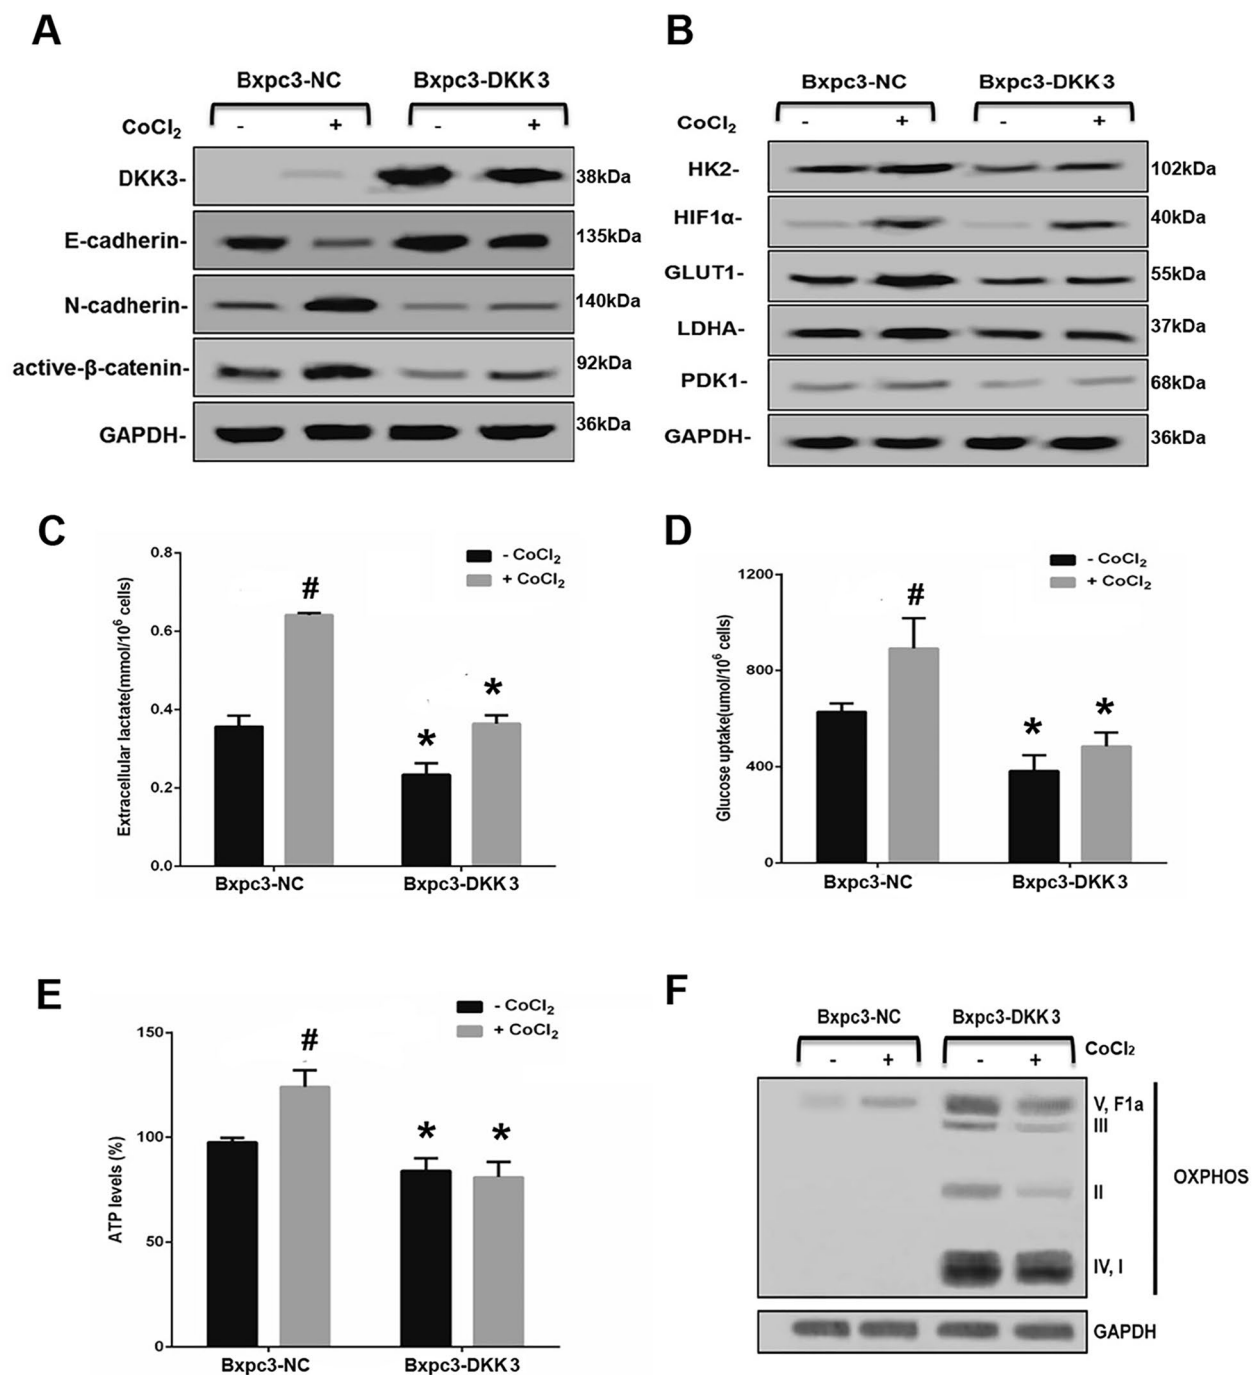 A
Bxpc3-NC Bxpc3-DKK3
CoCl2 - + - +
DKK3- 38kDa
E-cadherin- 135kDa
N-cadherin- 140kDa
active-β-catenin- 92kDa
GAPDH- 36kDa
B
Bxpc3-NC Bxpc3-DKK3
CoCl2 - + - +
HK2- 102kDa
HIF1α- 40kDa
GLUT1- 55kDa
LDHA- 37kDa
PDK1- 68kDa
GAPDH- 36kDa
C
- CoCl2
+ CoCl2
Extracellular lactate(mmol/10^6 cells)
0.8
0.6
0.4
0.2
0.0
#
*
*
Bxpc3-NC Bxpc3-DKK3
D
- CoCl2
+ CoCl2
Glucose uptake(umol/10^6 cells)
1200
800
400
0
#
*
*
Bxpc3-NC Bxpc3-DKK3
E
- CoCl2
+ CoCl2
ATP levels (%)
150
100
50
0
#
*
*
Bxpc3-NC Bxpc3-DKK3
F
Bxpc3-NC Bxpc3-DKK3
- + - + CoCl2
V, F1a
III
II
IV, I
OXPHOS
GAPDH